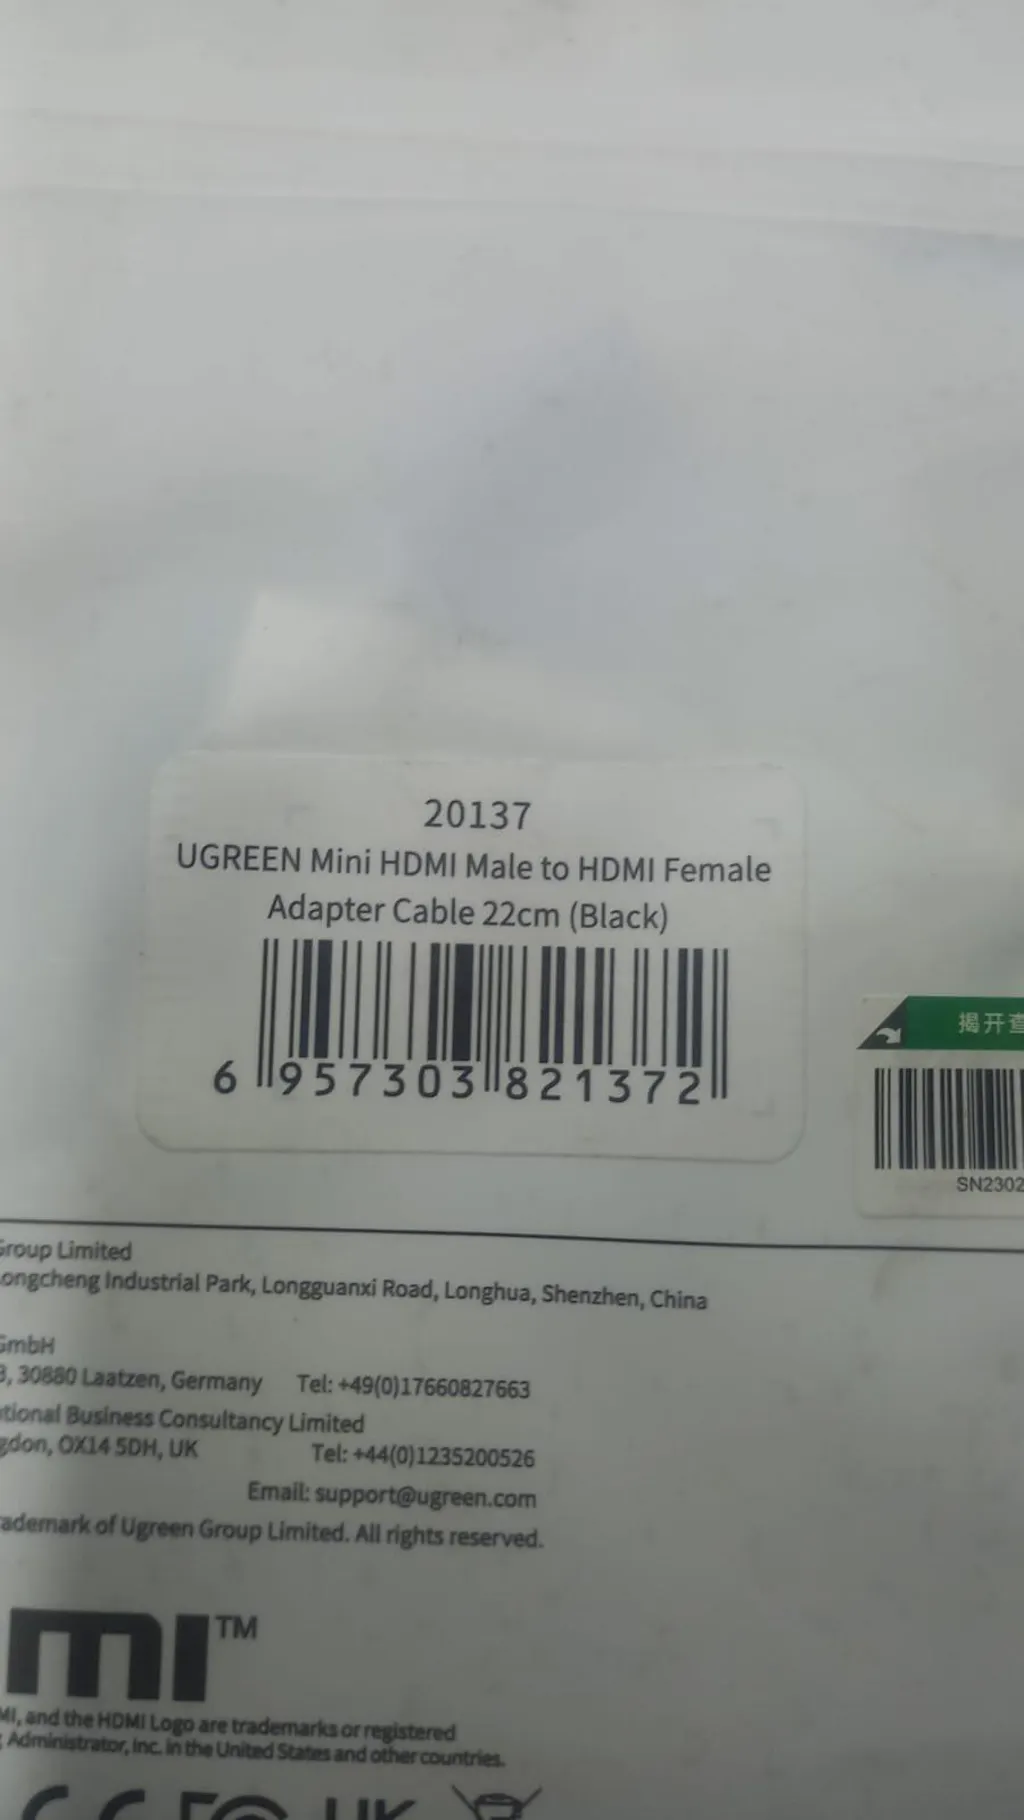 20137
UGREEN Mini HDMI Male to HDMI Female
Adapter Cable 22cm (Black)
6 957303 821372
揭开查
SN2302
Group Limited
ongcheng Industrial Park, Longguanxi Road, Longhua, Shenzhen, China
GmbH
3, 30880 Laatzen, Germany Tel: +49(0)17660827663
tional Business Consultancy Limited
gdon, OX14 5DH, UK Tel: +44(0)1235200526
Email: support@ugreen.com
ademark of Ugreen Group Limited. All rights reserved.
mi™
MI, and the HDMI Logo are trademarks or registered
Administrator, Inc. in the United States and other countries.
CE FC UK